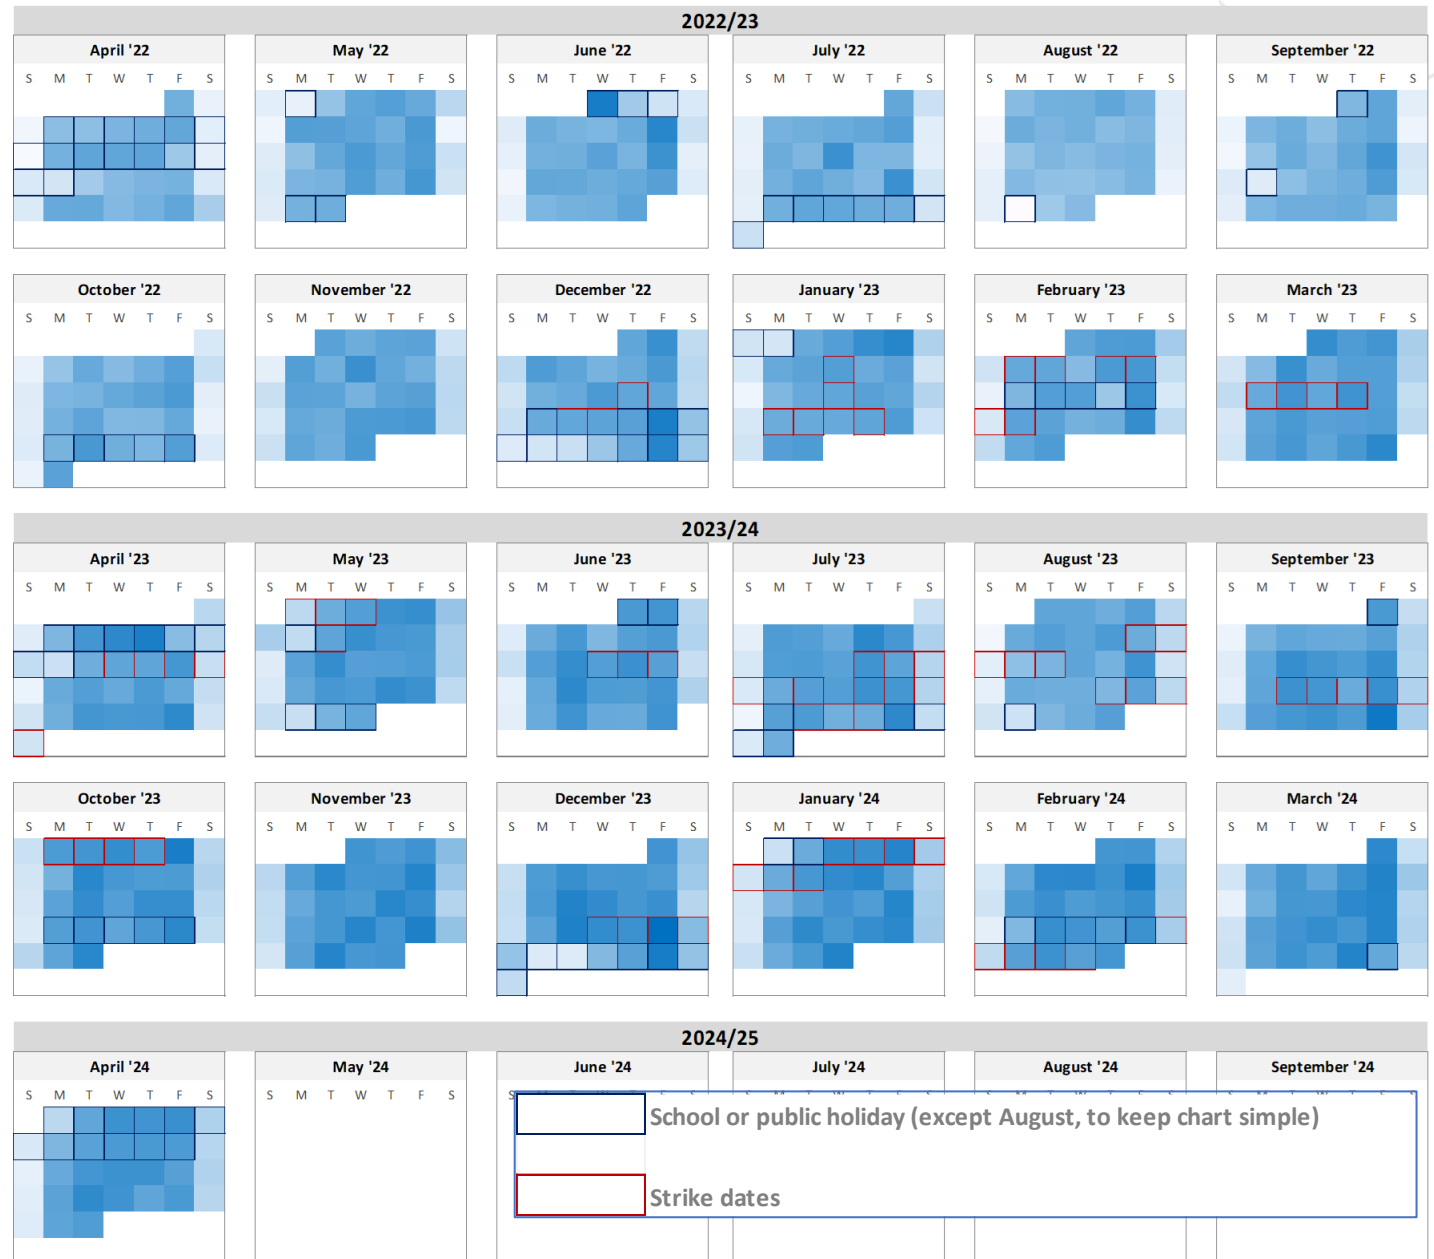 2022/23
April '22 May '22 June '22 July '22 August '22 September '22
S M T W T F S S M T W T F S S M T W T F S S M T W T F S S M T W T F S S M T W T F S
October '22 November '22 December '22 January '23 February '23 March '23
S M T W T F S S M T W T F S S M T W T F S S M T W T F S S M T W T F S S M T W T F S
2023/24
April '23 May '23 June '23 July '23 August '23 September '23
S M T W T F S S M T W T F S S M T W T F S S M T W T F S S M T W T F S S M T W T F S
October '23 November '23 December '23 January '24 February '24 March '24
S M T W T F S S M T W T F S S M T W T F S S M T W T F S S M T W T F S S M T W T F S
2024/25
April '24 May '24 June '24 July '24 August '24 September '24
S M T W T F S S M T W T F S
School or public holiday (except August, to keep chart simple)
Strike dates